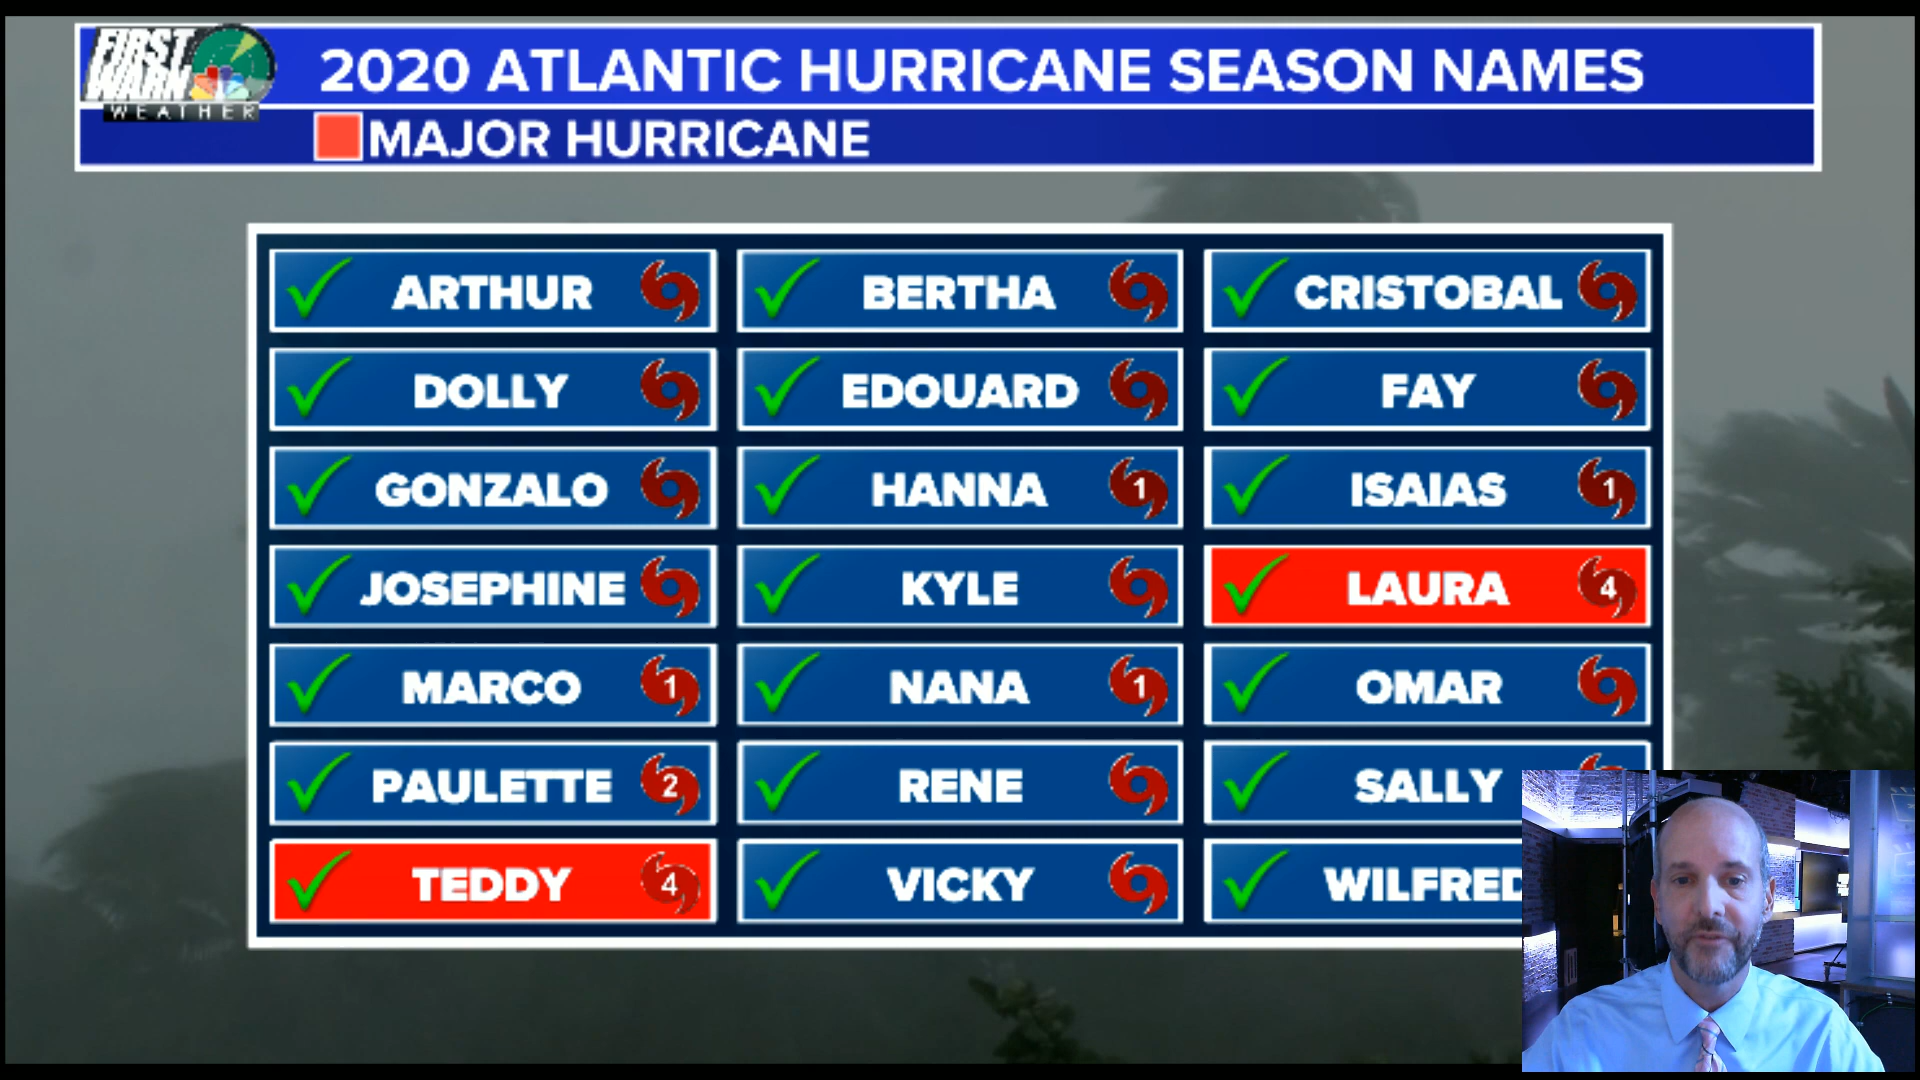 FIRST
WARN
WEATHER
2020 ATLANTIC HURRICANE SEASON NAMES
MAJOR HURRICANE
ARTHUR BERTHA CRISTOBAL
DOLLY EDOUARD FAY
GONZALO HANNA 1 ISAIAS 1
JOSEPHINE KYLE LAURA 4
MARCO 1 NANA 1 OMAR
PAULETTE 2 RENE SALLY
TEDDY 4 VICKY WILFRED